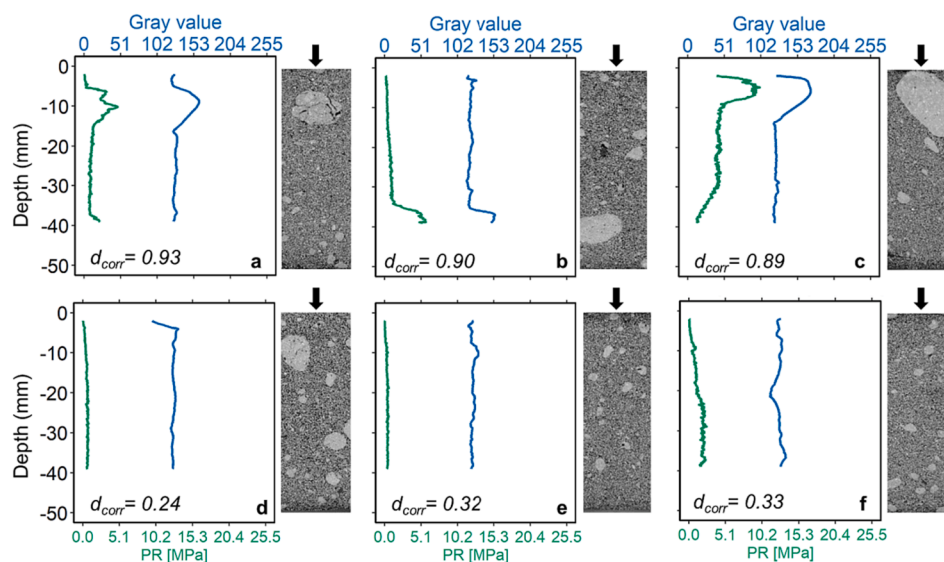 Gray value Gray value Gray value
0 51 102 153 204 255 0 51 102 153 204 255 0 51 102 153 204 255
0
-10
-20
-30
-40
-50
Depth (mm)
dcorr= 0.93 a dcorr= 0.90 b dcorr= 0.89 c
0
-10
-20
-30
-40
-50
Depth (mm)
dcorr= 0.24 d dcorr= 0.32 e dcorr= 0.33 f
0.0 5.1 10.2 15.3 20.4 25.5 0.0 5.1 10.2 15.3 20.4 25.5 0.0 5.1 10.2 15.3 20.4 25.5
PR [MPa] PR [MPa] PR [MPa]